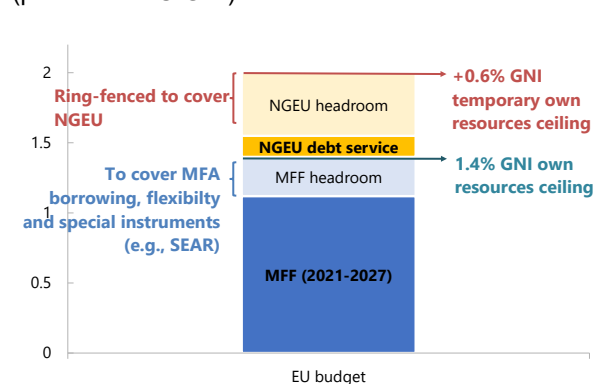 2
Ring-fenced to cover
NGEU
NGEU headroom
+0.6% GNI
temporary own
resources ceiling
1.5
NGEU debt service
To cover MFA
borrowing, flexibilty
and special instruments
(e.g., SEAR)
MFF headroom
1.4% GNI own
resources ceiling
1
MFF (2021-2027)
0.5
0
EU budget